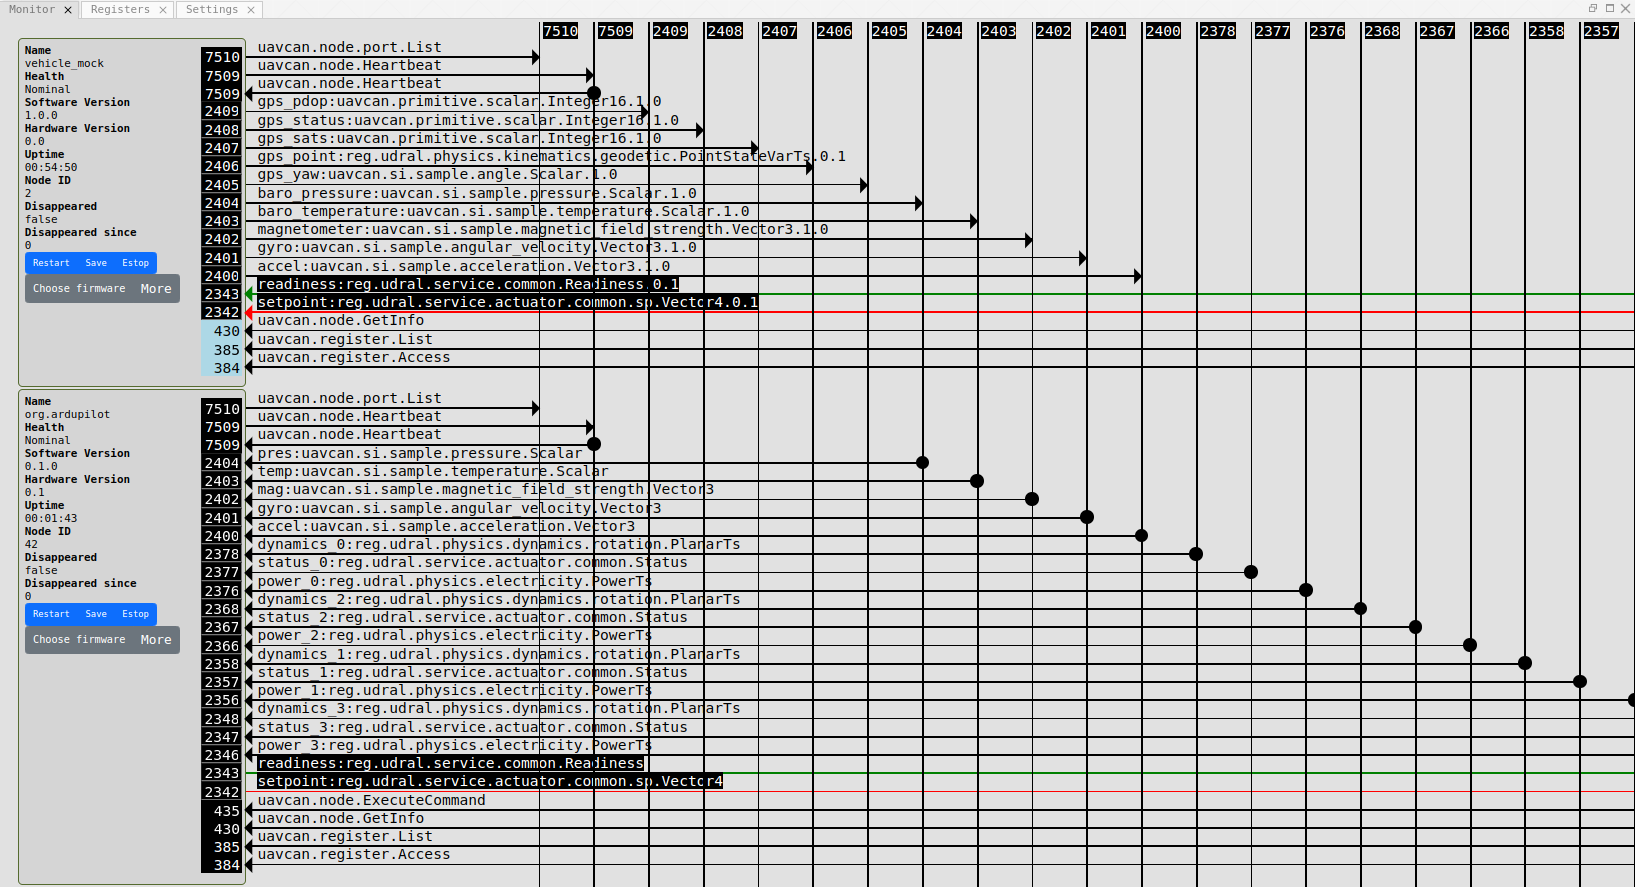 Monitor × Registers × Settings ×
7510 7509 2409 2408 2407 2406 2405 2404 2403 2402 2401 2400 2378 2377 2376 2368 2367 2366 2358 2357
Name
vehicle_mock
Health
Nominal
Software Version
1.0.0
Hardware Version
0.0
Uptime
00:54:50
Node ID
2
Disappeared
false
Disappeared since
0
Restart Save Estop
Choose firmware More
7510 uavcan.node.port.List
7509 uavcan.node.Heartbeat
7509 uavcan.node.Heartbeat
2409 gps_pdop:uavcan.primitive.scalar.Integer16.1.0
2408 gps_status:uavcan.primitive.scalar.Integer16.1.0
2407 gps_sats:uavcan.primitive.scalar.Integer16.1.0
2406 gps_point:reg.udral.physics.kinematics.geodetic.PointStateVarTs.0.1
2405 gps_yaw:uavcan.si.sample.angle.Scalar.1.0
2404 baro_pressure:uavcan.si.sample.pressure.Scalar.1.0
2403 baro_temperature:uavcan.si.sample.temperature.Scalar.1.0
2402 magnetometer:uavcan.si.sample.magnetic_field_strength.Vector3.1.0
2401 gyro:uavcan.si.sample.angular_velocity.Vector3.1.0
2400 accel:uavcan.si.sample.acceleration.Vector3.1.0
2343 readiness:reg.udral.service.common.Readiness.0.1
2342 setpoint:reg.udral.service.actuator.common.sp.Vector4.0.1
430 uavcan.node.GetInfo
385 uavcan.register.List
384 uavcan.register.Access
Name
org.ardupilot
Health
Nominal
Software Version
0.1.0
Hardware Version
0.1
Uptime
00:01:43
Node ID
42
Disappeared
false
Disappeared since
0
Restart Save Estop
Choose firmware More
7510 uavcan.node.port.List
7509 uavcan.node.Heartbeat
7509 uavcan.node.Heartbeat
2404 pres:uavcan.si.sample.pressure.Scalar
2403 temp:uavcan.si.sample.temperature.Scalar
2402 mag:uavcan.si.sample.magnetic_field_strength.Vector3
2401 gyro:uavcan.si.sample.angular_velocity.Vector3
2400 accel:uavcan.si.sample.acceleration.Vector3
2378 dynamics_0:reg.udral.physics.dynamics.rotation.PlanarTs
2377 status_0:reg.udral.service.actuator.common.Status
2376 power_0:reg.udral.physics.electricity.PowerTs
2368 dynamics_2:reg.udral.physics.dynamics.rotation.PlanarTs
2367 status_2:reg.udral.service.actuator.common.Status
2366 power_2:reg.udral.physics.electricity.PowerTs
2358 dynamics_1:reg.udral.physics.dynamics.rotation.PlanarTs
2357 status_1:reg.udral.service.actuator.common.Status
2356 power_1:reg.udral.physics.electricity.PowerTs
2348 dynamics_3:reg.udral.physics.dynamics.rotation.PlanarTs
2347 status_3:reg.udral.service.actuator.common.Status
2346 power_3:reg.udral.physics.electricity.PowerTs
2343 readiness:reg.udral.service.common.Readiness
2342 setpoint:reg.udral.service.actuator.common.sp.Vector4
435 uavcan.node.ExecuteCommand
430 uavcan.node.GetInfo
385 uavcan.register.List
384 uavcan.register.Access